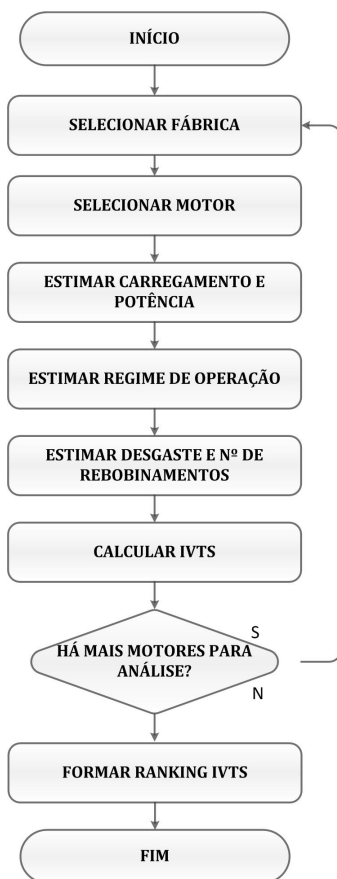 INÍCIO
SELECIONAR FÁBRICA
SELECIONAR MOTOR
ESTIMAR CARREGAMENTO E
POTÊNCIA
ESTIMAR REGIME DE OPERAÇÃO
ESTIMAR DESGASTE E Nº DE
REBOBINAMENTOS
CALCULAR IVTS
S
HÁ MAIS MOTORES PARA
ANÁLISE?
N
FORMAR RANKING IVTS
FIM